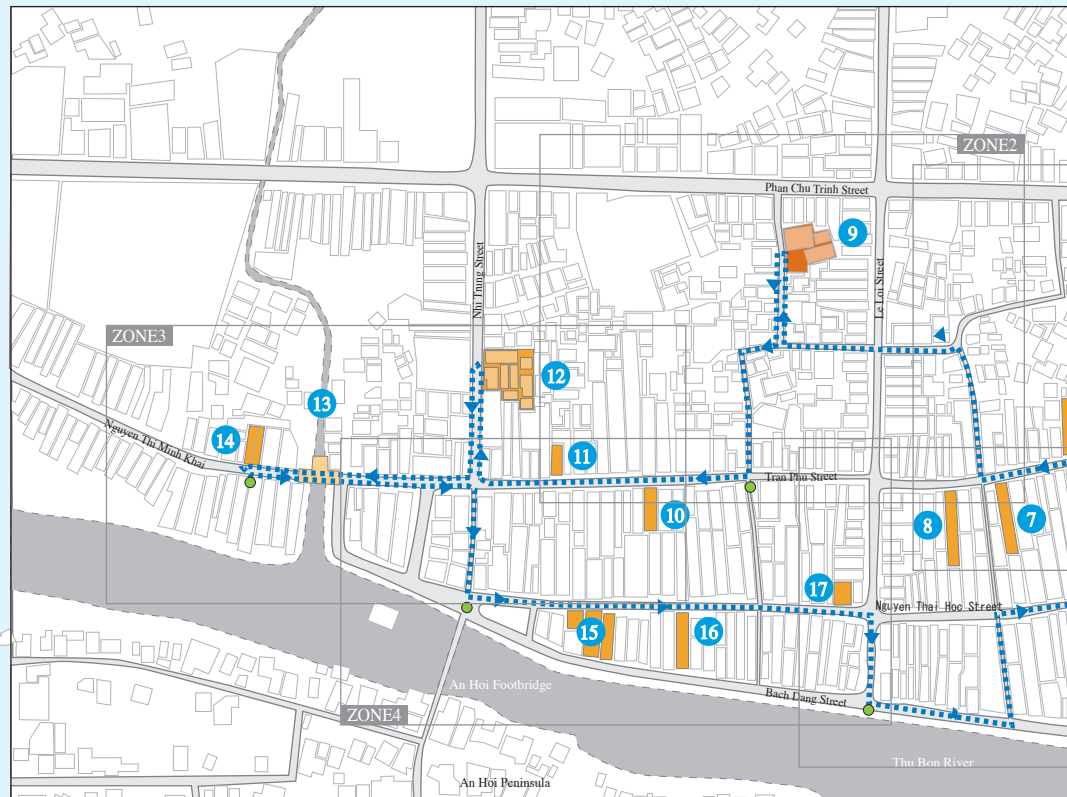 ZONE2
Phan Chu Trinh Street
9
Nhi Trung Street
Le Loi Street
ZONE3
12
13
14
Nguyen Thi Minh Khai
11
Tran Phu Street
10
8
7
17
Nguyen Thai Hoc Street
15
16
An Hoi Footbridge
Bach Dang Street
ZONE4
Thu Bon River
An Hoi Peninsula